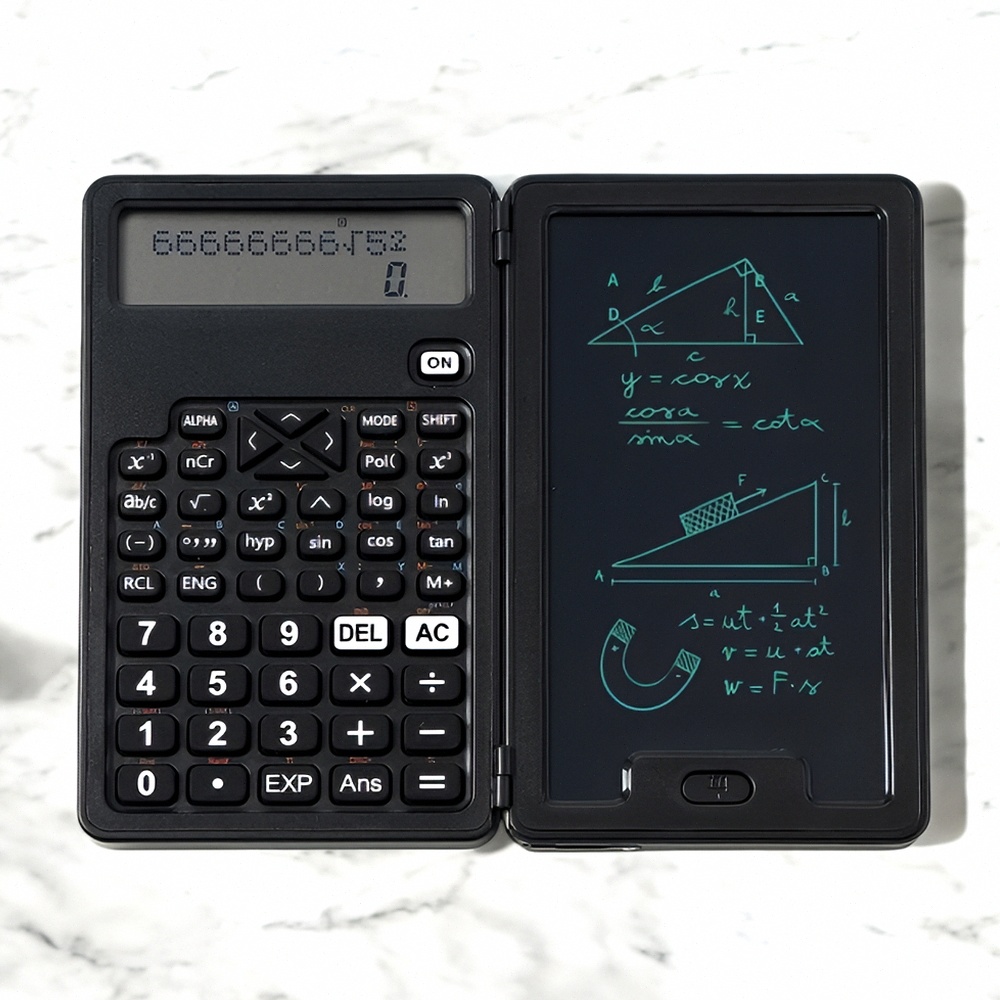 66666666√5²
0.
ON
ALPHA MODE SHIFT
x⁻¹ nCr Pol( x³
ab/c √ x² ^ log ln
(−) °,,, hyp sin cos tan
RCL ENG ( ) , M+
7 8 9 DEL AC
4 5 6 × ÷
1 2 3 + −
0 • EXP Ans =
A b B a
D α h E
c
y = cosx
cosα/sinα = cotα
F C
l
A B
a
s = ut + ½ at²
+ v = u + at
- W = F·s